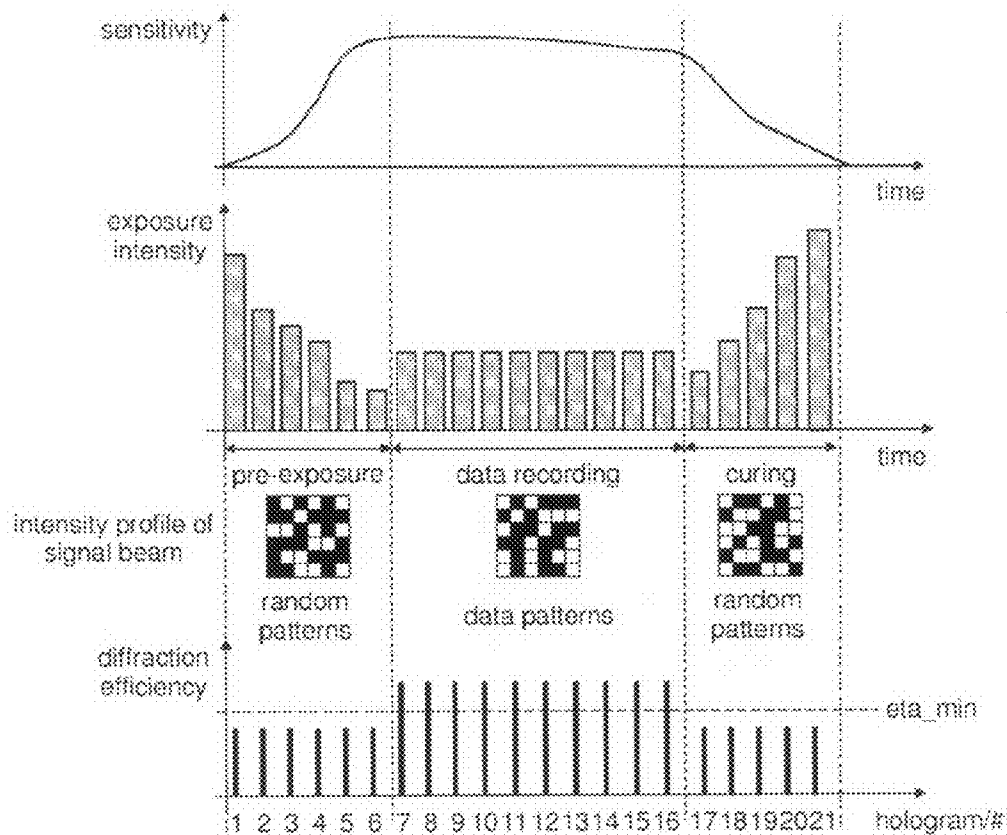 sensitivity
time
exposure
intensity
time
pre-exposure
data recording
curing
intensity profile of
signal beam
random
patterns
data patterns
random
patterns
diffraction
efficiency
eta_min
1 2 3 4 5 6 7 8 9 10 11 12 13 14 15 16 17 18 19 20 21